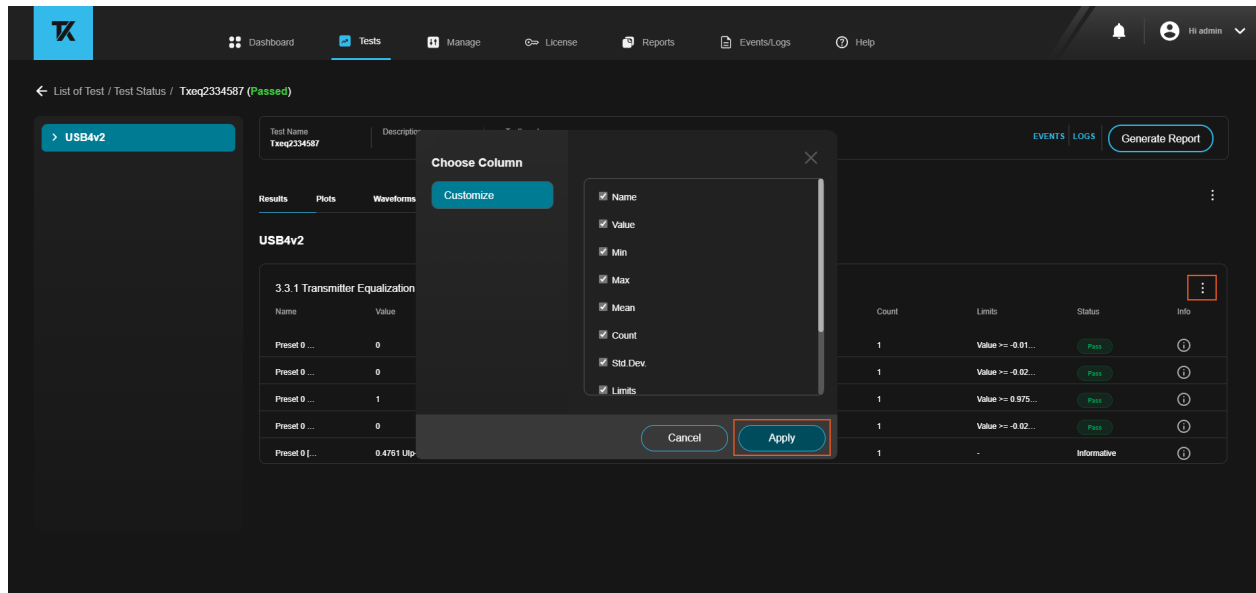 TK
Dashboard Tests Manage License Reports Events/Logs Help Hi admin
List of Test / Test Status / Txeq2334587 (Passed)
USB4v2
Test Name
Txeq2334587
EVENTS LOGS Generate Report
Choose Column
Customize
Name
Value
Min
Max
Mean
Count
Std.Dev.
Limits
Cancel Apply
Results Plots Waveforms
USB4v2
3.3.1 Transmitter Equalization
Name Value Count Limits Status Info
Preset 0 ... 0 1 Value >= -0.01... Pass
Preset 0 ... 0 1 Value >= -0.02... Pass
Preset 0 ... 1 1 Value >= 0.975... Pass
Preset 0 ... 0 1 Value >= -0.02... Pass
Preset 0 [... 0.4761 UIp- 1 - Informative